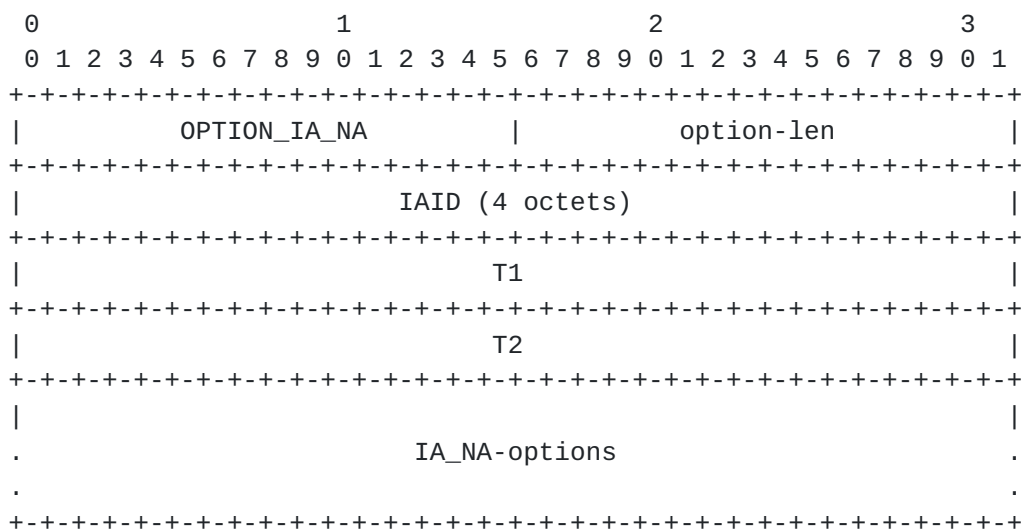 0                   1                   2                   3
0 1 2 3 4 5 6 7 8 9 0 1 2 3 4 5 6 7 8 9 0 1 2 3 4 5 6 7 8 9 0 1
+-+-+-+-+-+-+-+-+-+-+-+-+-+-+-+-+-+-+-+-+-+-+-+-+-+-+-+-+-+-+-+-+
|          OPTION_IA_NA         |          option-len           |
+-+-+-+-+-+-+-+-+-+-+-+-+-+-+-+-+-+-+-+-+-+-+-+-+-+-+-+-+-+-+-+-+
|                        IAID (4 octets)                        |
+-+-+-+-+-+-+-+-+-+-+-+-+-+-+-+-+-+-+-+-+-+-+-+-+-+-+-+-+-+-+-+-+
|                              T1                               |
+-+-+-+-+-+-+-+-+-+-+-+-+-+-+-+-+-+-+-+-+-+-+-+-+-+-+-+-+-+-+-+-+
|                              T2                               |
+-+-+-+-+-+-+-+-+-+-+-+-+-+-+-+-+-+-+-+-+-+-+-+-+-+-+-+-+-+-+-+-+
|                                                               |
.                         IA_NA-options                         .
.                                                               .
+-+-+-+-+-+-+-+-+-+-+-+-+-+-+-+-+-+-+-+-+-+-+-+-+-+-+-+-+-+-+-+-+